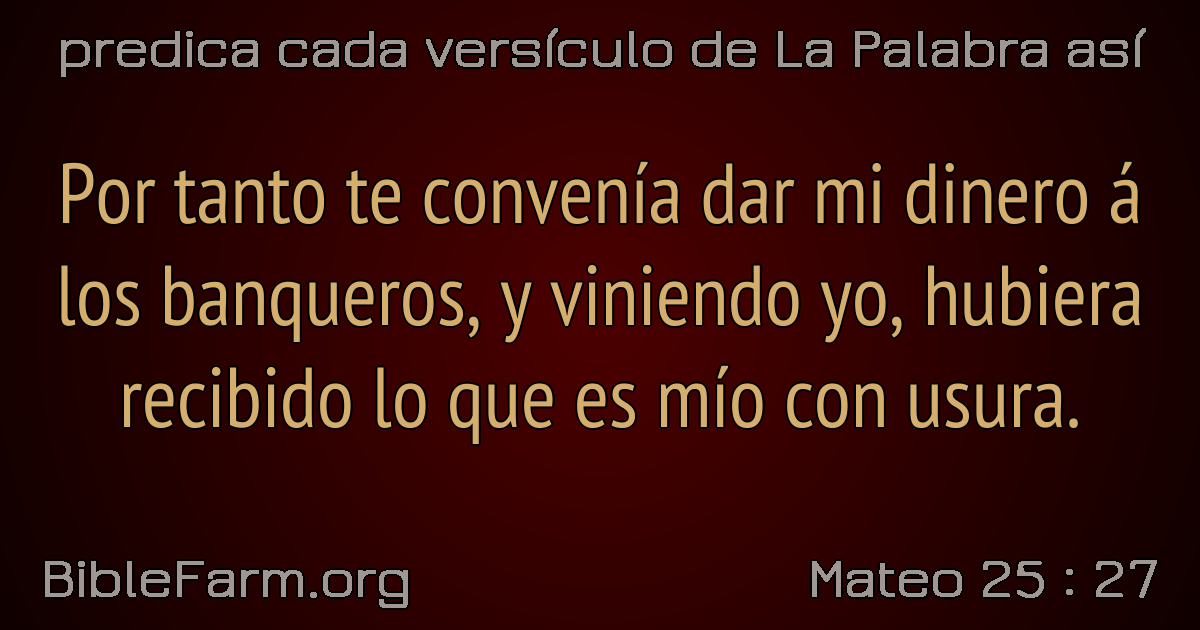 predica cada versículo de La Palabra así
Por tanto te convenía dar mi dinero á
los banqueros, y viniendo yo, hubiera
recibido lo que es mío con usura.
BibleFarm.org
Mateo 25 : 27